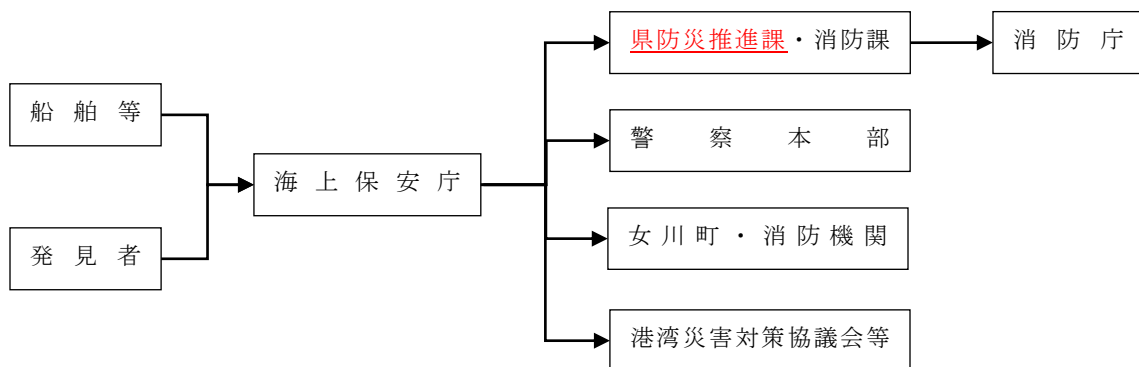 船舶等
発見者
海上保安庁
県防災推進課・消防課
消防庁
警察本部
女川町・消防機関
港湾災害対策協議会等